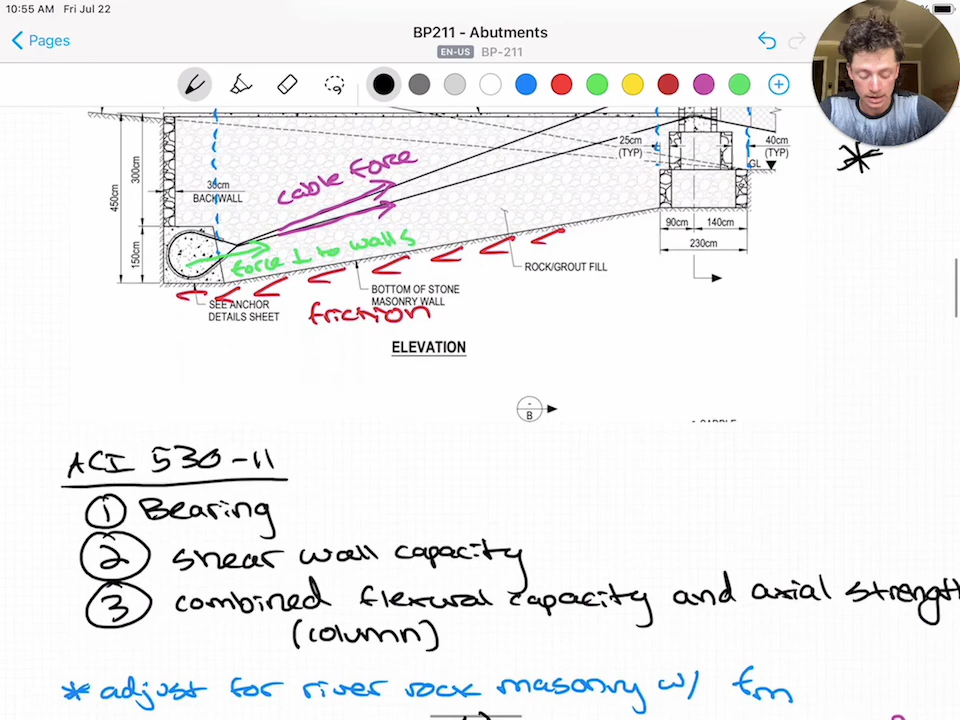 10:55 AM Fri Jul 22
Pages
BP211 - Abutments
EN-US BP-211
25cm
(TYP)
40cm
(TYP)
GL
300cm
450cm
150cm
30cm
BACKWALL
cable force
force ⊥ to walls
friction
90cm
140cm
230cm
ROCK/GROUT FILL
BOTTOM OF STONE
MASONRY WALL
SEE ANCHOR
DETAILS SHEET
ELEVATION
-
B
ACI 530-11
① Bearing
② shear wall capacity
③ combined flexural capacity and axial strength
(column)
* adjust for river rock masonry w/ fm